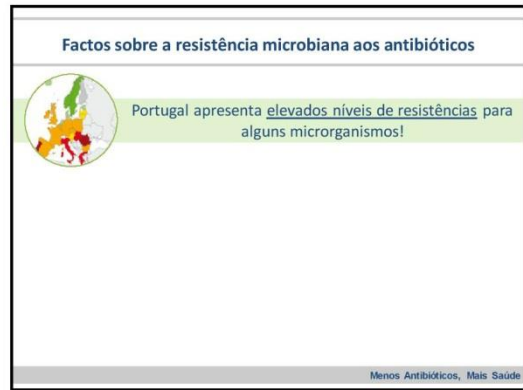 Factos sobre a resistência microbiana aos antibióticos
Portugal apresenta elevados níveis de resistências para
alguns microrganismos!
Menos Antibióticos, Mais Saúde